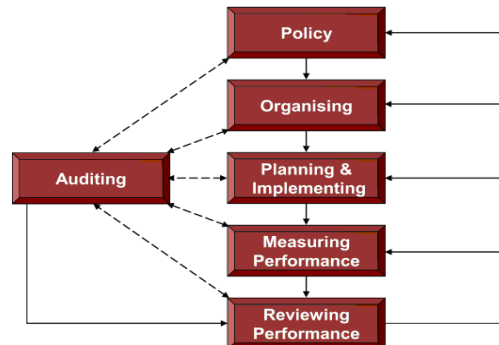 Policy
Organising
Auditing
Planning &
Implementing
Measuring
Performance
Reviewing
Performance